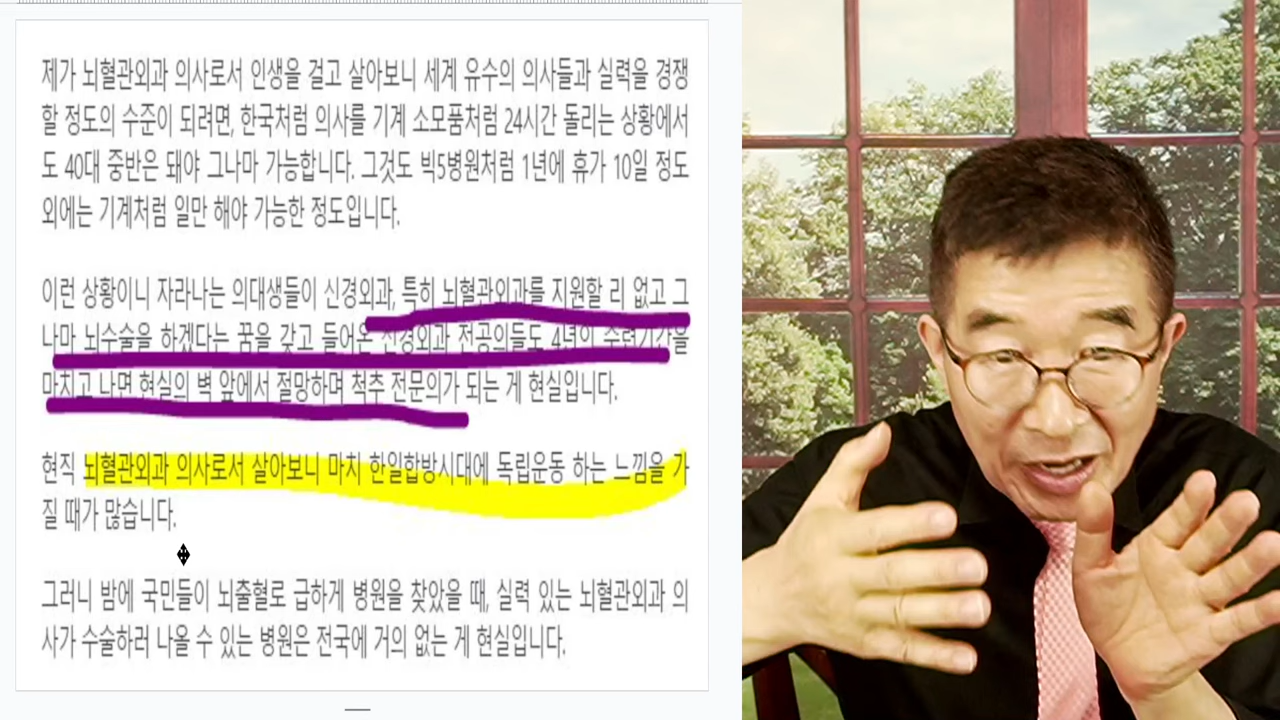 제가 뇌혈관외과 의사로서 인생을 걸고 살아보니 세계 유수의 의사들과 실력을 경쟁
할 정도의 수준이 되려면, 한국처럼 의사를 기계 소모품처럼 24시간 돌리는 상황에서
도 40대 중반은 돼야 그나마 가능합니다. 그것도 빅5병원처럼 1년에 휴가 10일 정도
외에는 기계처럼 일만 해야 가능한 정도입니다.
이런 상황이니 자라나는 의대생들이 신경외과, 특히 뇌혈관외과를 지원할 리 없고 그
나마 뇌수술을 하겠다는 꿈을 갖고 들어온 신경외과 전공의들도 4년의 수련기간을
마치고 나면 현실의 벽 앞에서 절망하며 척추 전문의가 되는 게 현실입니다.
현직 뇌혈관외과 의사로서 살아보니 마치 한일합방시대에 독립운동 하는 느낌을 가
질 때가 많습니다.
그러니 밤에 국민들이 뇌출혈로 급하게 병원을 찾았을 때, 실력 있는 뇌혈관외과 의
사가 수술하러 나올 수 있는 병원은 전국에 거의 없는 게 현실입니다.